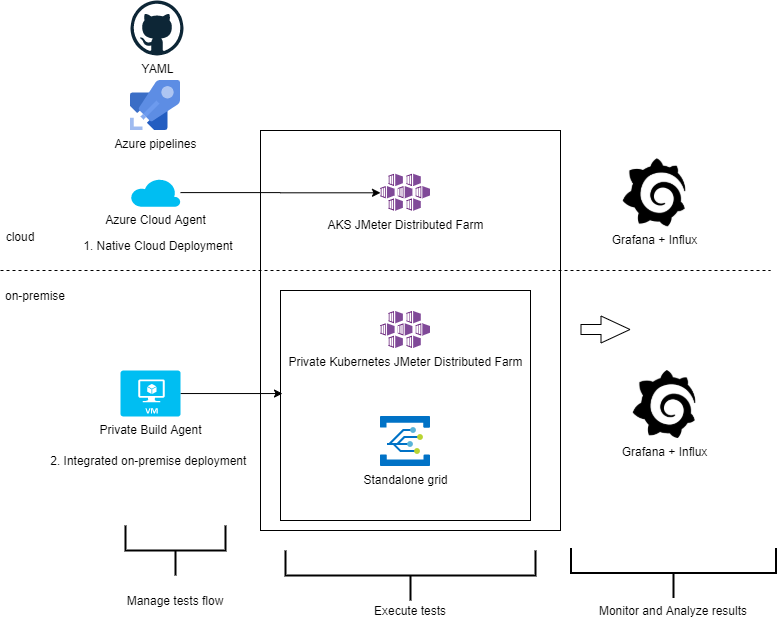 YAML
Azure pipelines
Azure Cloud Agent
1. Native Cloud Deployment
AKS JMeter Distributed Farm
Grafana + Influx
cloud
on-premise
Private Kubernetes JMeter Distributed Farm
VM
Private Build Agent
2. Integrated on-premise deployment
Standalone grid
Grafana + Influx
Manage tests flow
Execute tests
Monitor and Analyze results